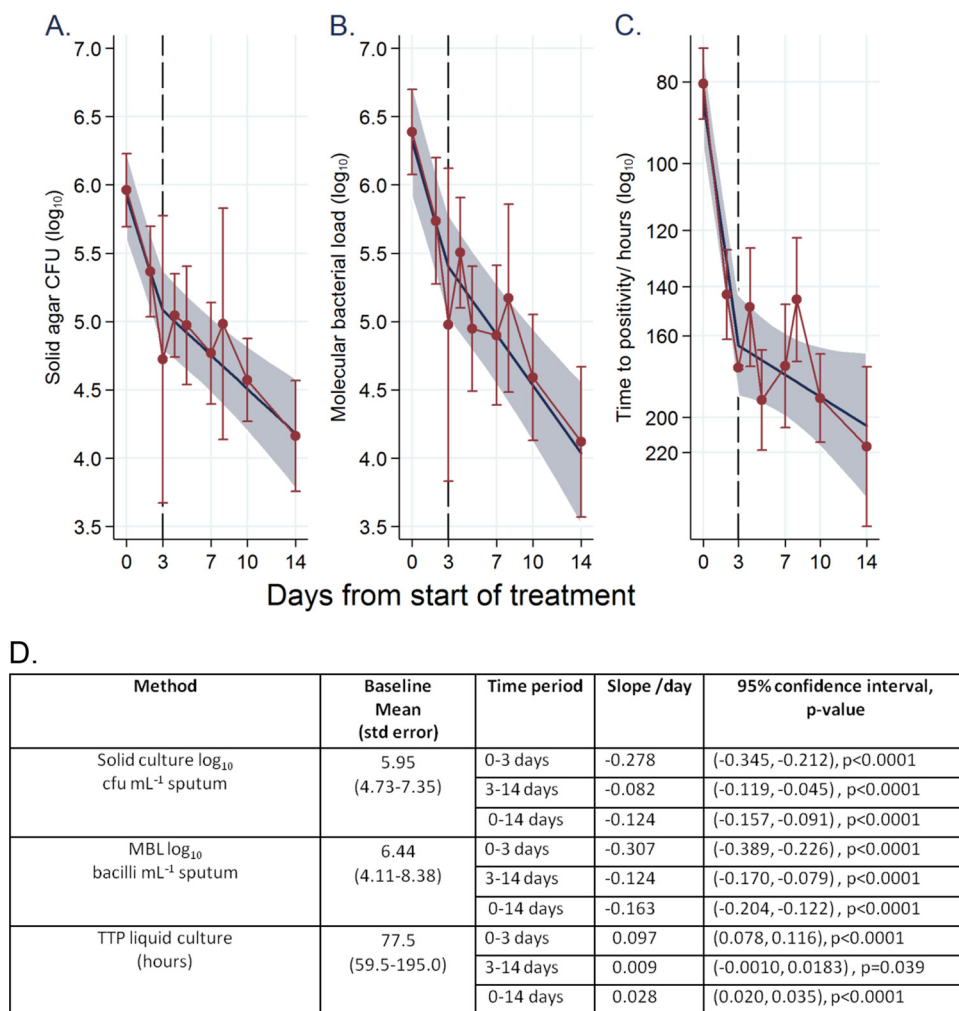 A.
B.
C.
7.0
6.5
6.0
5.5
5.0
4.5
4.0
3.5
Solid agar CFU (log₁₀)
0 3 7 10 14
7.0
6.5
6.0
5.5
5.0
4.5
4.0
3.5
Molecular bacterial load (log₁₀)
0 3 7 10 14
80
100
120
140
160
200
220
Time to positivity/ hours (log₁₀)
0 3 7 10 14
Days from start of treatment
D.
Method Baseline Time period Slope /day 95% confidence interval,
Mean p-value
(std error)
Solid culture log₁₀ 5.95 0-3 days -0.278 (-0.345, -0.212), p<0.0001
cfu mL⁻¹ sputum (4.73-7.35) 3-14 days -0.082 (-0.119, -0.045), p<0.0001
0-14 days -0.124 (-0.157, -0.091), p<0.0001
MBL log₁₀ 6.44 0-3 days -0.307 (-0.389, -0.226), p<0.0001
bacilli mL⁻¹ sputum (4.11-8.38) 3-14 days -0.124 (-0.170, -0.079), p<0.0001
0-14 days -0.163 (-0.204, -0.122), p<0.0001
TTP liquid culture 77.5 0-3 days 0.097 (0.078, 0.116), p<0.0001
(hours) (59.5-195.0) 3-14 days 0.009 (-0.0010, 0.0183), p=0.039
0-14 days 0.028 (0.020, 0.035), p<0.0001